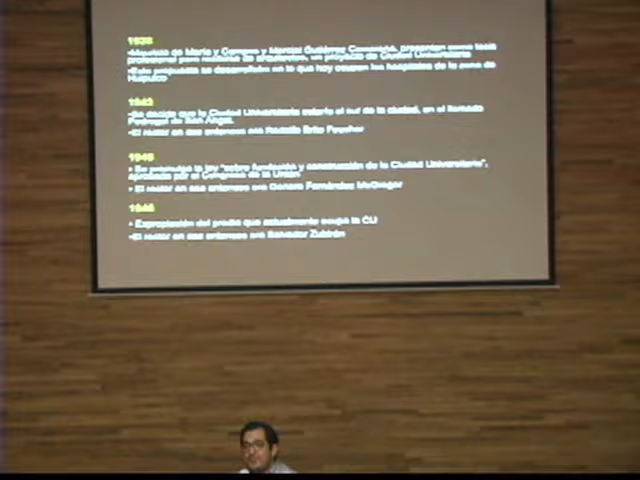 1928
•Mauricio de María y Campos y Marcial Gutiérrez Camarena, presentan como tesis
profesional para recibirse de arquitectos, un proyecto de Ciudad Universitaria
•Esta propuesta se desarrollaba en lo que hoy ocupan los hospitales de la zona de
Huipulco
1943
•Se decide que la Ciudad Universitaria estaría al sur de la ciudad, en el llamado
Pedregal de San Ángel.
•El rector en ese entonces era Rodolfo Brito Foucher
1945
• Se promulga la ley "sobre fundación y construcción de la Ciudad Universitaria",
aprobada por el Congreso de la Unión
• El rector en ese entonces era Genaro Fernández McGregor
1946
• Expropiación del predio que actualmente ocupa la CU
•El rector en ese entonces era Salvador Zubirán